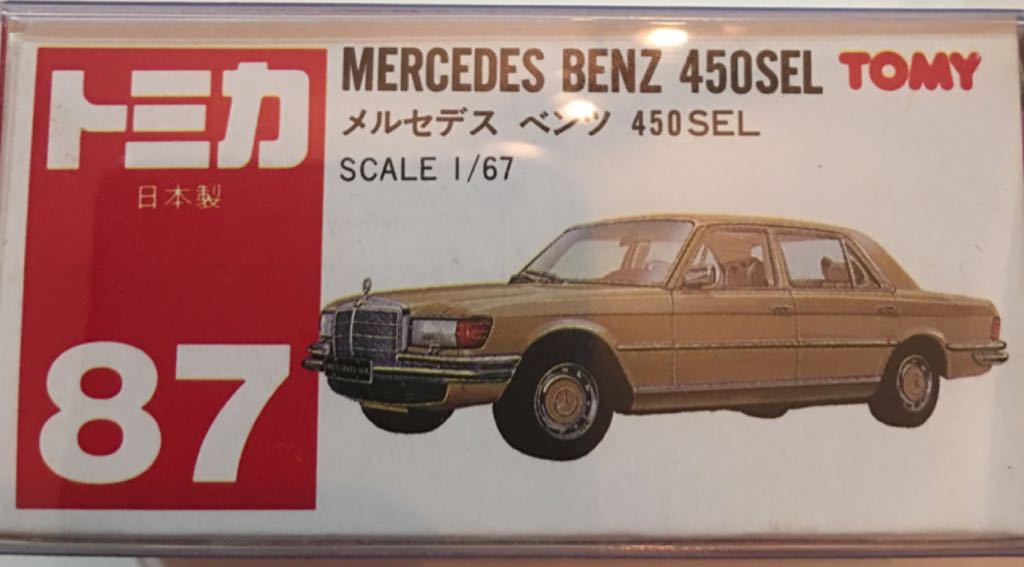 トミカ
日本製
87
MERCEDES BENZ 450SEL
TOMY
メルセデス ベンツ 450SEL
SCALE 1/67